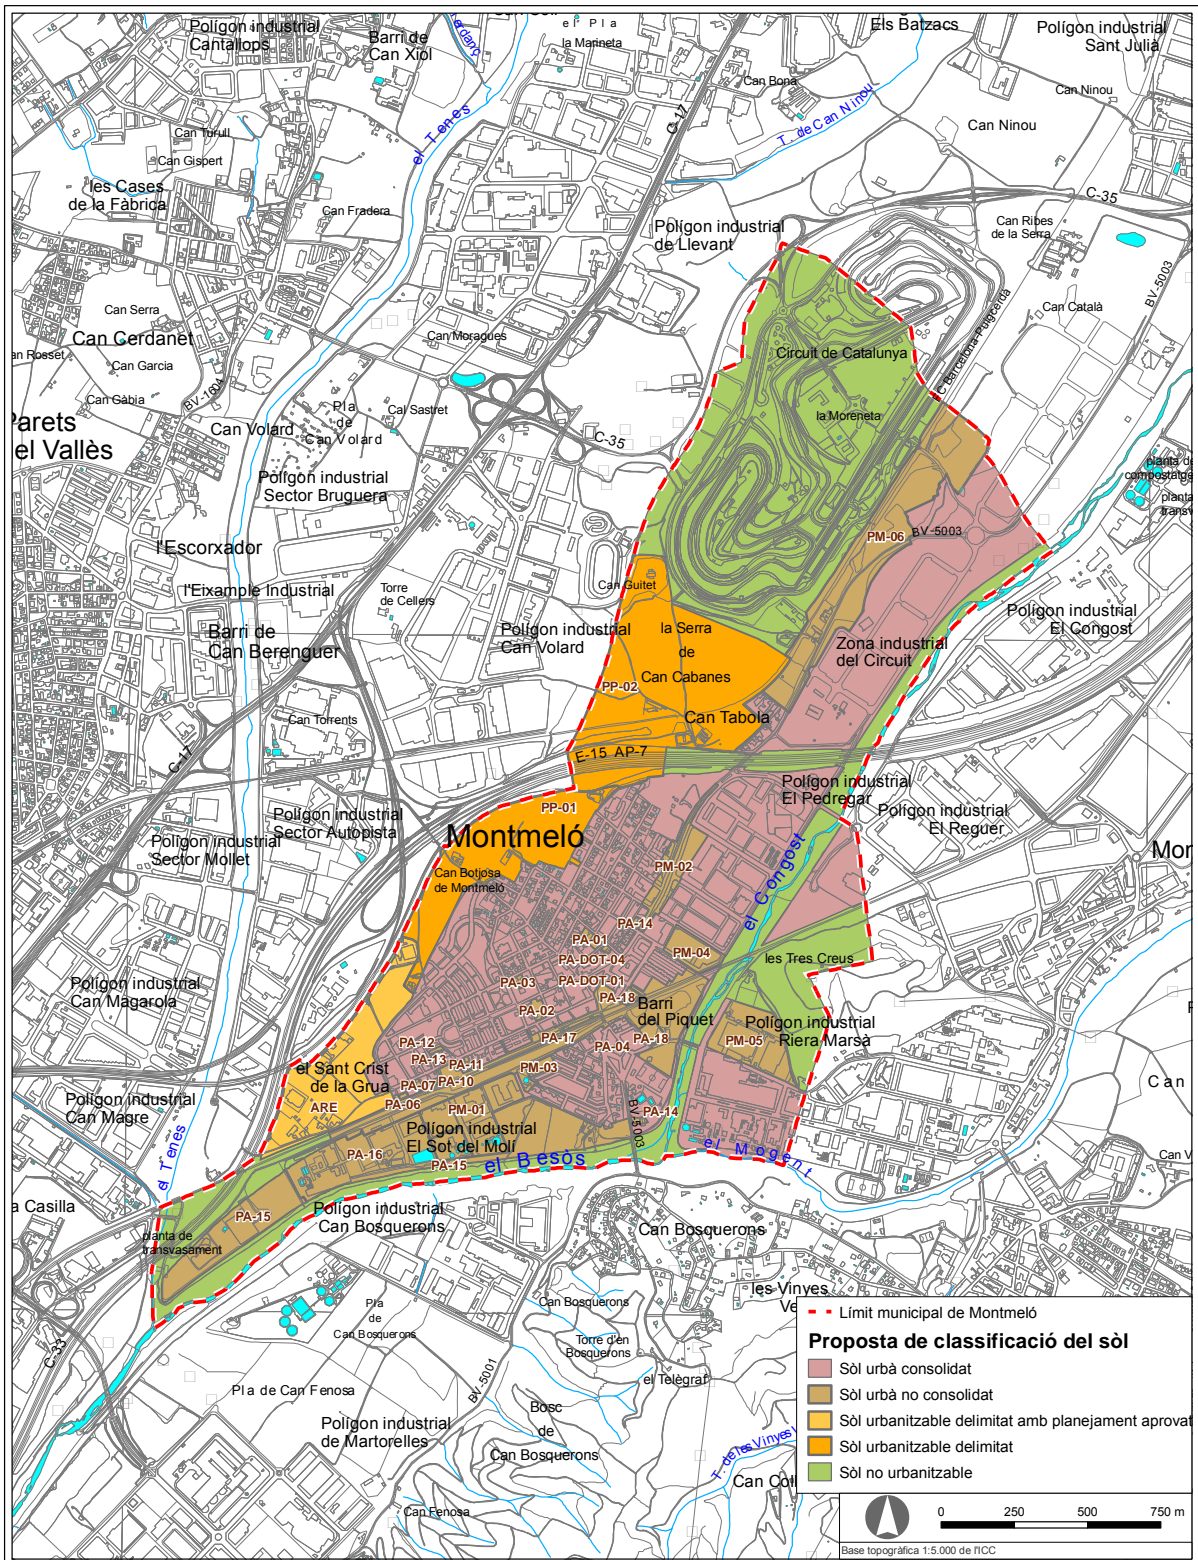 Polígon industrial
Cantallops
Barri de
Can Xiol
el Pla
la Marineta
Els Batzacs
Polígon industrial
Sant Julià
Can Bona
Can Ninou
Can Ninou
T. de Can Ninou
el Tenes
C-17
Can Turull
Can Gispert
les Cases
de la Fàbrica
Can Fradera
C-35
Can Ribes
de la Serra
Polígon industrial
de Llevant
BV-5003
Can Serra
Can Cerdanet
Can Garcia
Can Gàbia
BV-1604
Can Moragues
Can Català
FC Barcelona-Puigcerdà
Circuit de Catalunya
la Moreneta
Parets
el Vallès
Can Volard
Pla
de
Can Volard
Cal Sastret
C-35
Polígon industrial
Sector Bruguera
planta de
compostatge
planta
transv
l'Escorxador
l'Eixample Industrial
Torre
de Cellers
Barri de
Can Berenguer
Polígon industrial
Can Volard
Can Guitet
PM-06
BV-5003
Polígon industrial
El Congost
la Serra
de
Can Cabanes
Zona industrial
del Circuit
PP-02
Can Tabola
Can Torrents
C-17
E-15 AP-7
Polígon industrial
El Pedregar
Polígon industrial
El Reguer
PP-01
Montmeló
Polígon industrial
Sector Autopista
Polígon industrial
Sector Mollet
Can Botjosa
de Montmeló
PM-02
Mon
el Congost
PA-14
PA-01
PA-DOT-04
PM-04
les Tres Creus
PA-03
PA-DOT-01
PA-18
Polígon industrial
Can Magarola
PA-02
Barri
del Piquet
Polígon industrial
Riera Marsà
PA-12
PA-17
PA-04
PA-18
PM-05
PA-13
PA-11
PM-03
el Sant Crist
de la Grua
PA-07
PA-10
Can
Polígon industrial
Can Magre
ARE
PA-06
PM-01
BV-5003
PA-14
Polígon industrial
El Sot del Molí
PA-16
PA-15
el Besòs
el Mogent
el Tenes
Can V
a Casilla
PA-15
planta de
transvasament
Polígon industrial
Can Bosquerons
Can Bosquerons
les Vinyes
Ve
Can Bosquerons
Pla
de
Can Bosquerons
Torre d'en
Bosquerons
C-33
BV-5001
el Telègraf
Pla de Can Fenosa
Bosc
de
Can Bosquerons
Polígon industrial
de Martorelles
T. de les Vinyes
Can Coll
Can Fenosa
Límit municipal de Montmeló
Proposta de classificació del sòl
Sòl urbà consolidat
Sòl urbà no consolidat
Sòl urbanitzable delimitat amb planejament aprovat
Sòl urbanitzable delimitat
Sòl no urbanitzable
0 250 500 750 m
Base topogràfica 1:5.000 de l'ICC